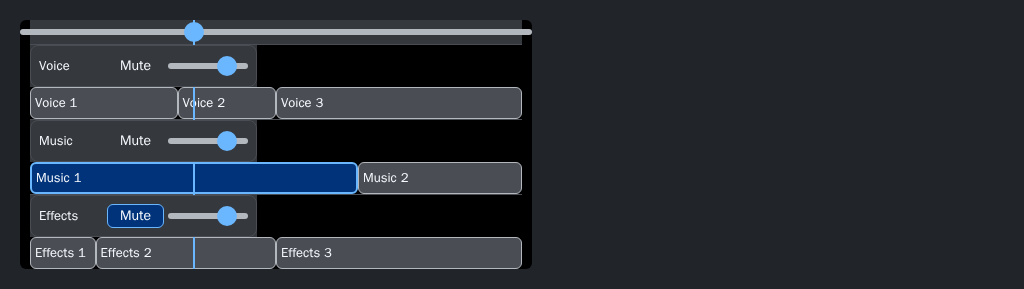 Voice Mute
Voice 1 Voice 2 Voice 3
Music Mute
Music 1 Music 2
Effects Mute
Effects 1 Effects 2 Effects 3